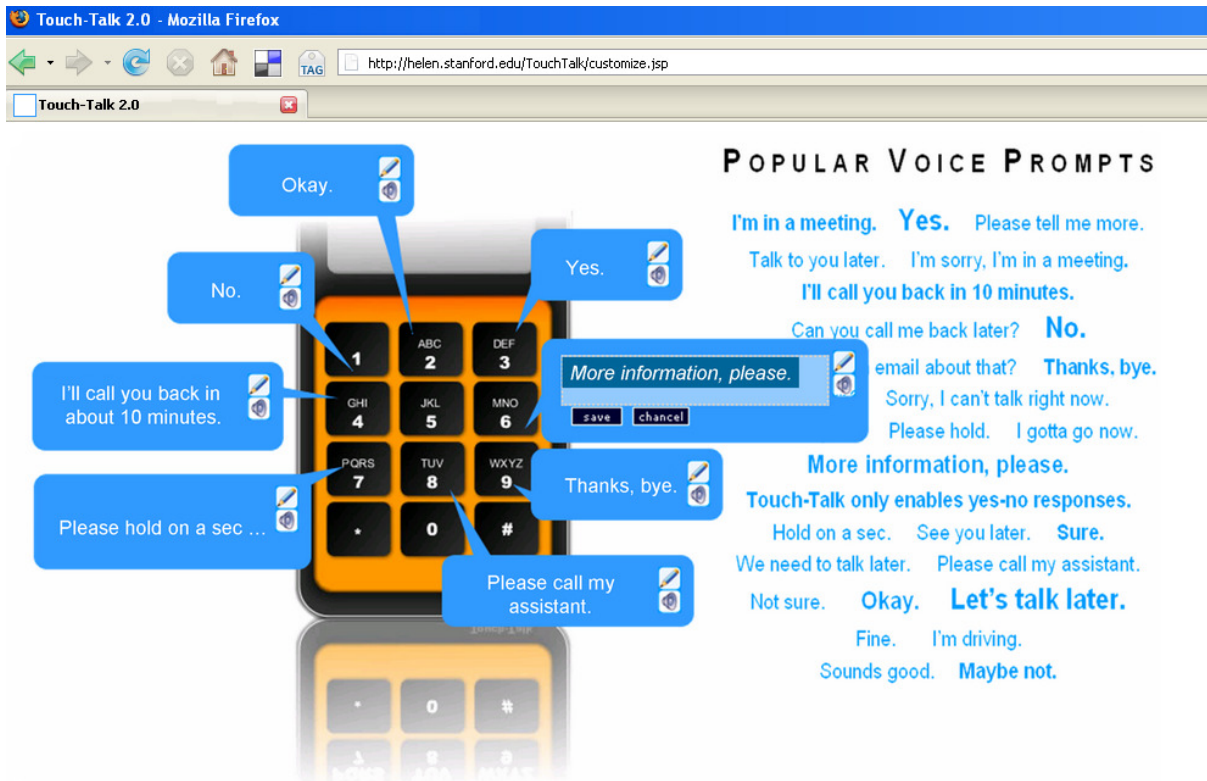 Touch-Talk 2.0 - Mozilla Firefox
TAG
http://helen.stanford.edu/TouchTalk/customize.jsp
Touch-Talk 2.0
Okay.
No.
Yes.
I'll call you back in
about 10 minutes.
More information, please.
save chancel
Please hold on a sec ...
Thanks, bye.
Please call my
assistant.
1
ABC
2
DEF
3
GHI
4
JKL
5
MNO
6
PQRS
7
TUV
8
WXYZ
9
*
0
#
Touch-Talk
*
0
#
POPULAR VOICE PROMPTS
I'm in a meeting. Yes. Please tell me more.
Talk to you later. I'm sorry, I'm in a meeting.
I'll call you back in 10 minutes.
Can you call me back later? No.
email about that? Thanks, bye.
Sorry, I can't talk right now.
Please hold. I gotta go now.
More information, please.
Touch-Talk only enables yes-no responses.
Hold on a sec. See you later. Sure.
We need to talk later. Please call my assistant.
Not sure. Okay. Let's talk later.
Fine. I'm driving.
Sounds good. Maybe not.